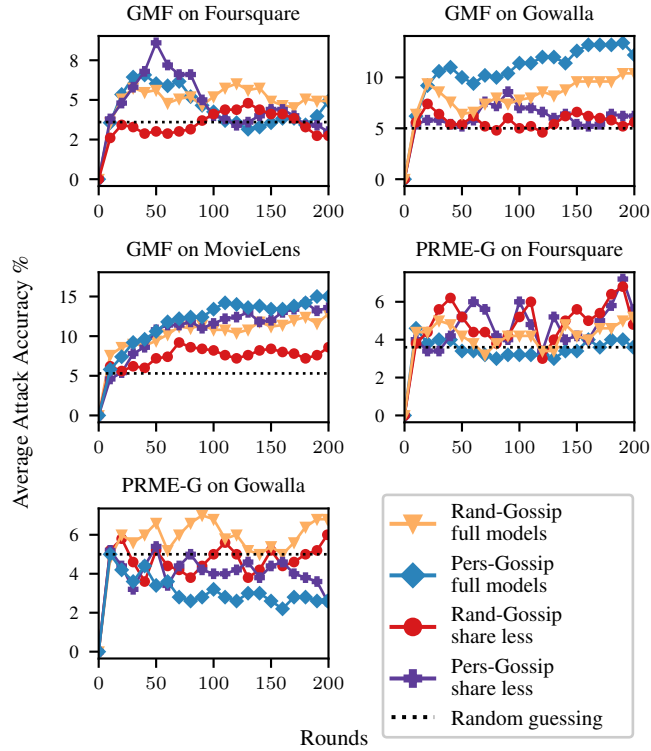 GMF on Foursquare
GMF on Gowalla
8
5
2
0
0 50 100 150 200
10
5
0
0 50 100 150 200
GMF on MovieLens
PRME-G on Foursquare
15
10
5
0
0 50 100 150 200
6
4
2
0
0 50 100 150 200
Average Attack Accuracy %
PRME-G on Gowalla
6
4
2
0
0 50 100 150 200
Rand-Gossip
full models
Pers-Gossip
full models
Rand-Gossip
share less
Pers-Gossip
share less
Random guessing
Rounds